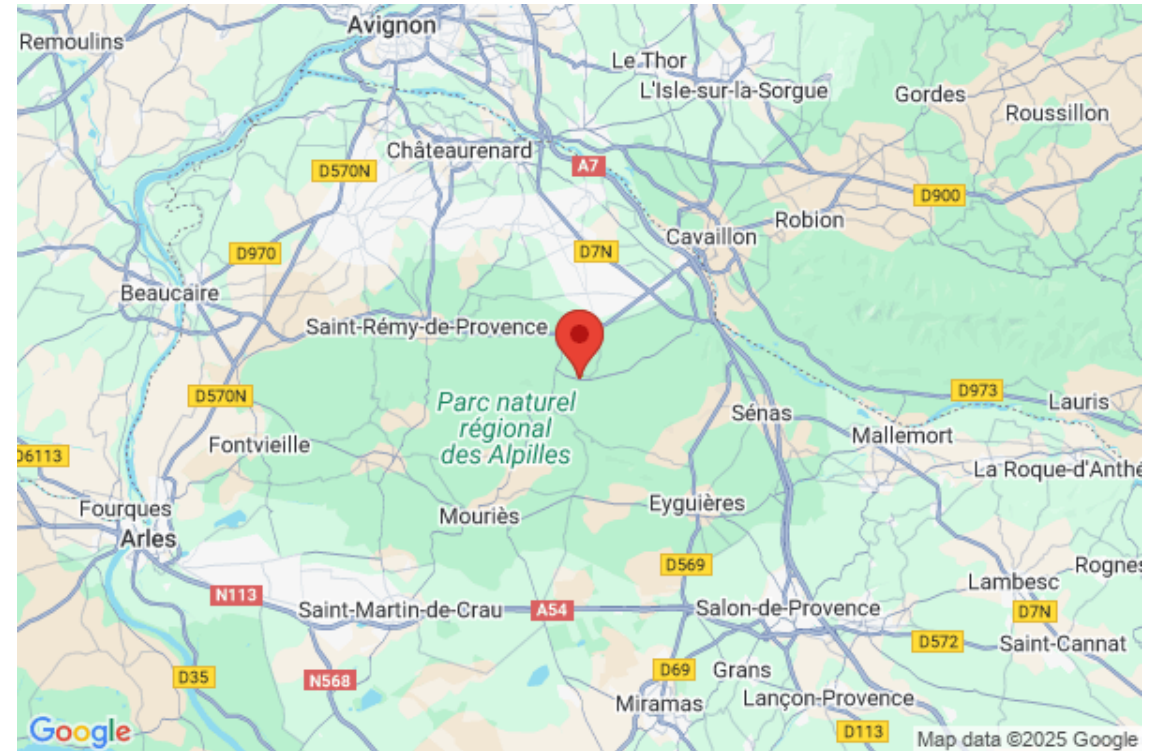 Avignon
Remoulins
Le Thor
L'Isle-sur-la-Sorgue
Gordes
Roussillon
Châteaurenard
A7
D570N
D900
Robion
Cavaillon
D970
D7N
Beaucaire
Saint-Rémy-de-Provence
D570N
Parc naturel
régional
des Alpilles
D973
Lauris
Sénas
Mallemort
Fontvieille
D6113
La Roque-d'Anthé
Eyguières
Fourques
Mouriès
Arles
D569
Rognes
Lambesc
N113
Saint-Martin-de-Crau
A54
Salon-de-Provence
D7N
D572
Saint-Cannat
D35
N568
D69
Grans
Miramas
Lançon-Provence
D113
Google
Map data ©2025 Google